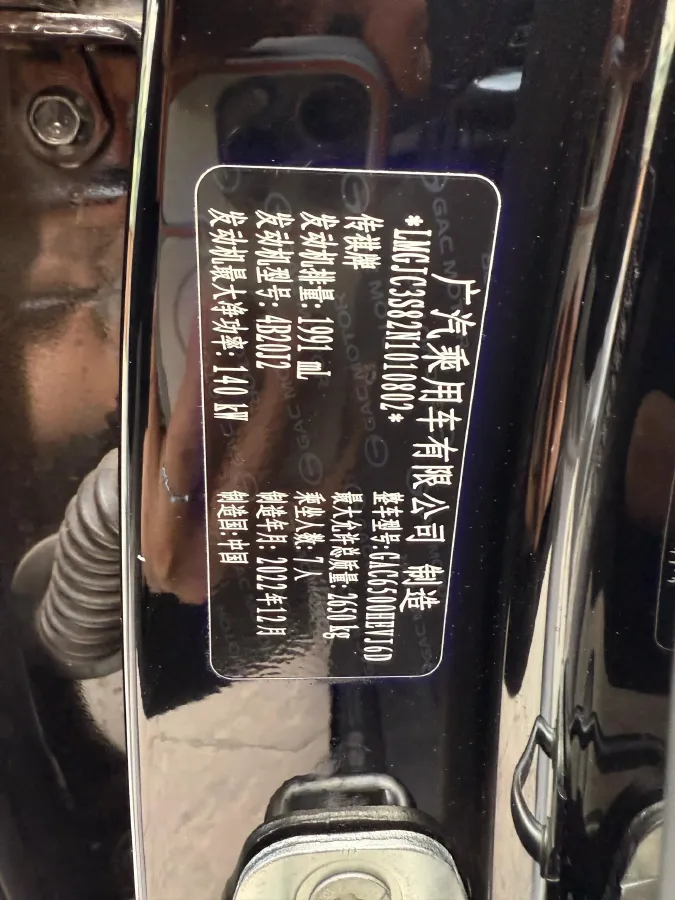 广汽乘用车有限公司 制造
*LMGJC3S82N1010802*
传祺牌 整车型号:GAC6500HEVJ6D
发动机排量:1991 mL 最大允许总质量:2650 kg
发动机型号:4B20J2 乘坐人数:7人
发动机最大净功率:140 kW 制造年月:2022年12月
制造国:中国
GAC MOTOR